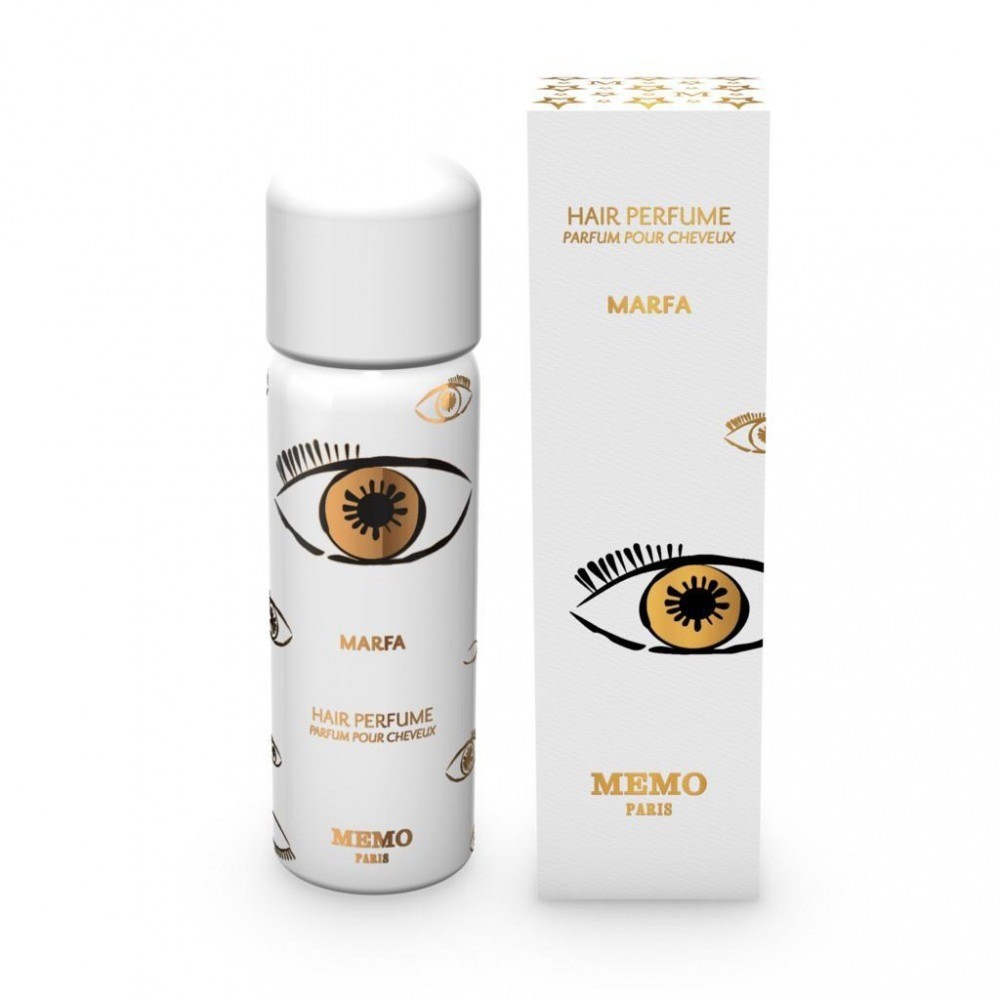 MARFA
HAIR PERFUME
PARFUM POUR CHEVEUX
MEMO
PARIS
M
M
HAIR PERFUME
PARFUM POUR CHEVEUX
MARFA
MEMO
PARIS